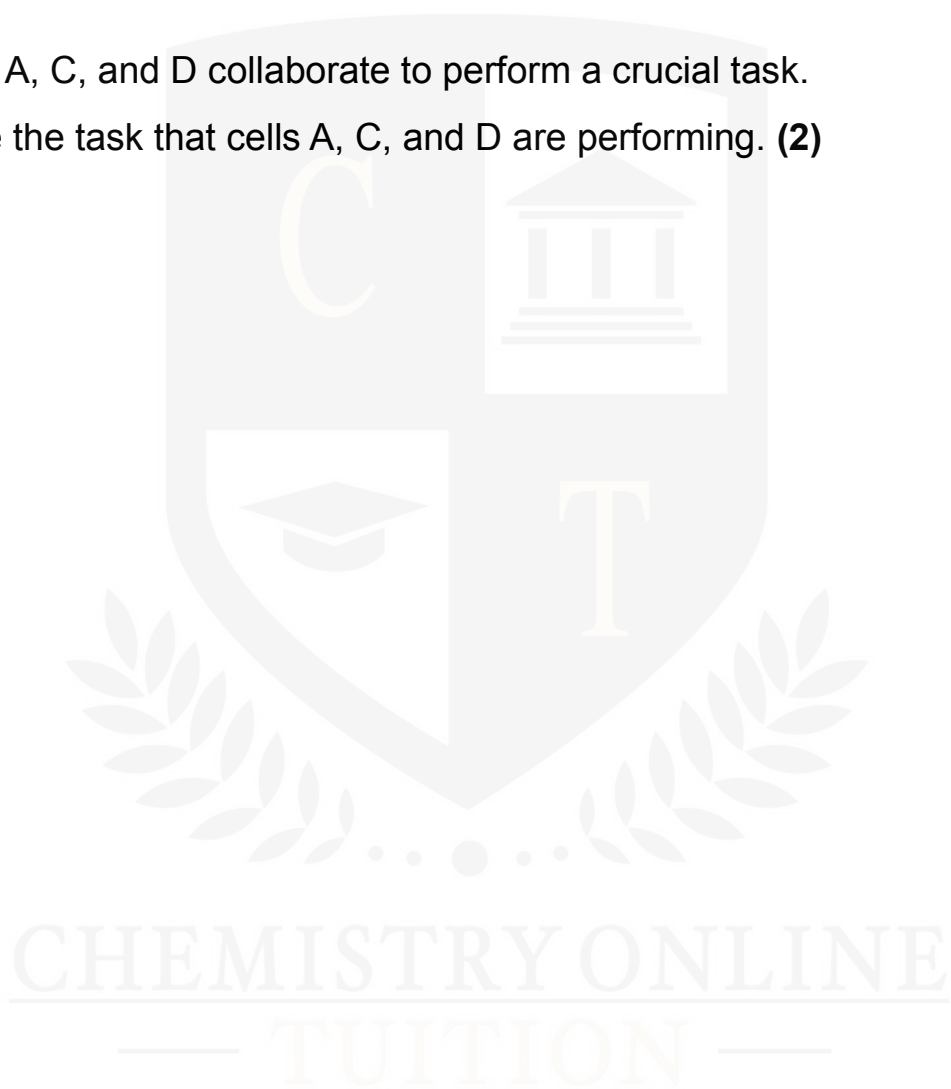 A, C, and D collaborate to perform a crucial task.
the task that cells A, C, and D are performing. (2)
C
T
CHEMISTRY ONLINE
TUITION